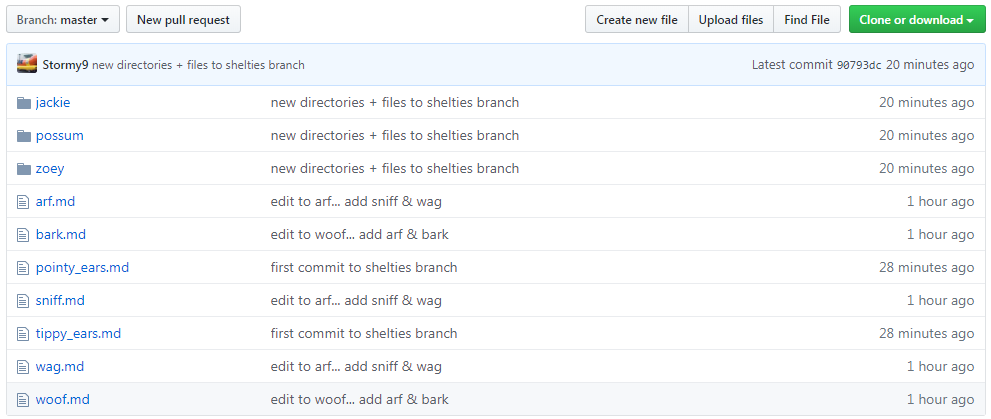 Branch: master New pull request Create new file Upload files Find File Clone or download
Stormy9 new directories + files to shelties branch Latest commit 90793dc 20 minutes ago
jackie new directories + files to shelties branch 20 minutes ago
possum new directories + files to shelties branch 20 minutes ago
zoey new directories + files to shelties branch 20 minutes ago
arf.md edit to arf... add sniff & wag 1 hour ago
bark.md edit to woof... add arf & bark 1 hour ago
pointy_ears.md first commit to shelties branch 28 minutes ago
sniff.md edit to arf... add sniff & wag 1 hour ago
tippy_ears.md first commit to shelties branch 28 minutes ago
wag.md edit to arf... add sniff & wag 1 hour ago
woof.md edit to woof... add arf & bark 1 hour ago